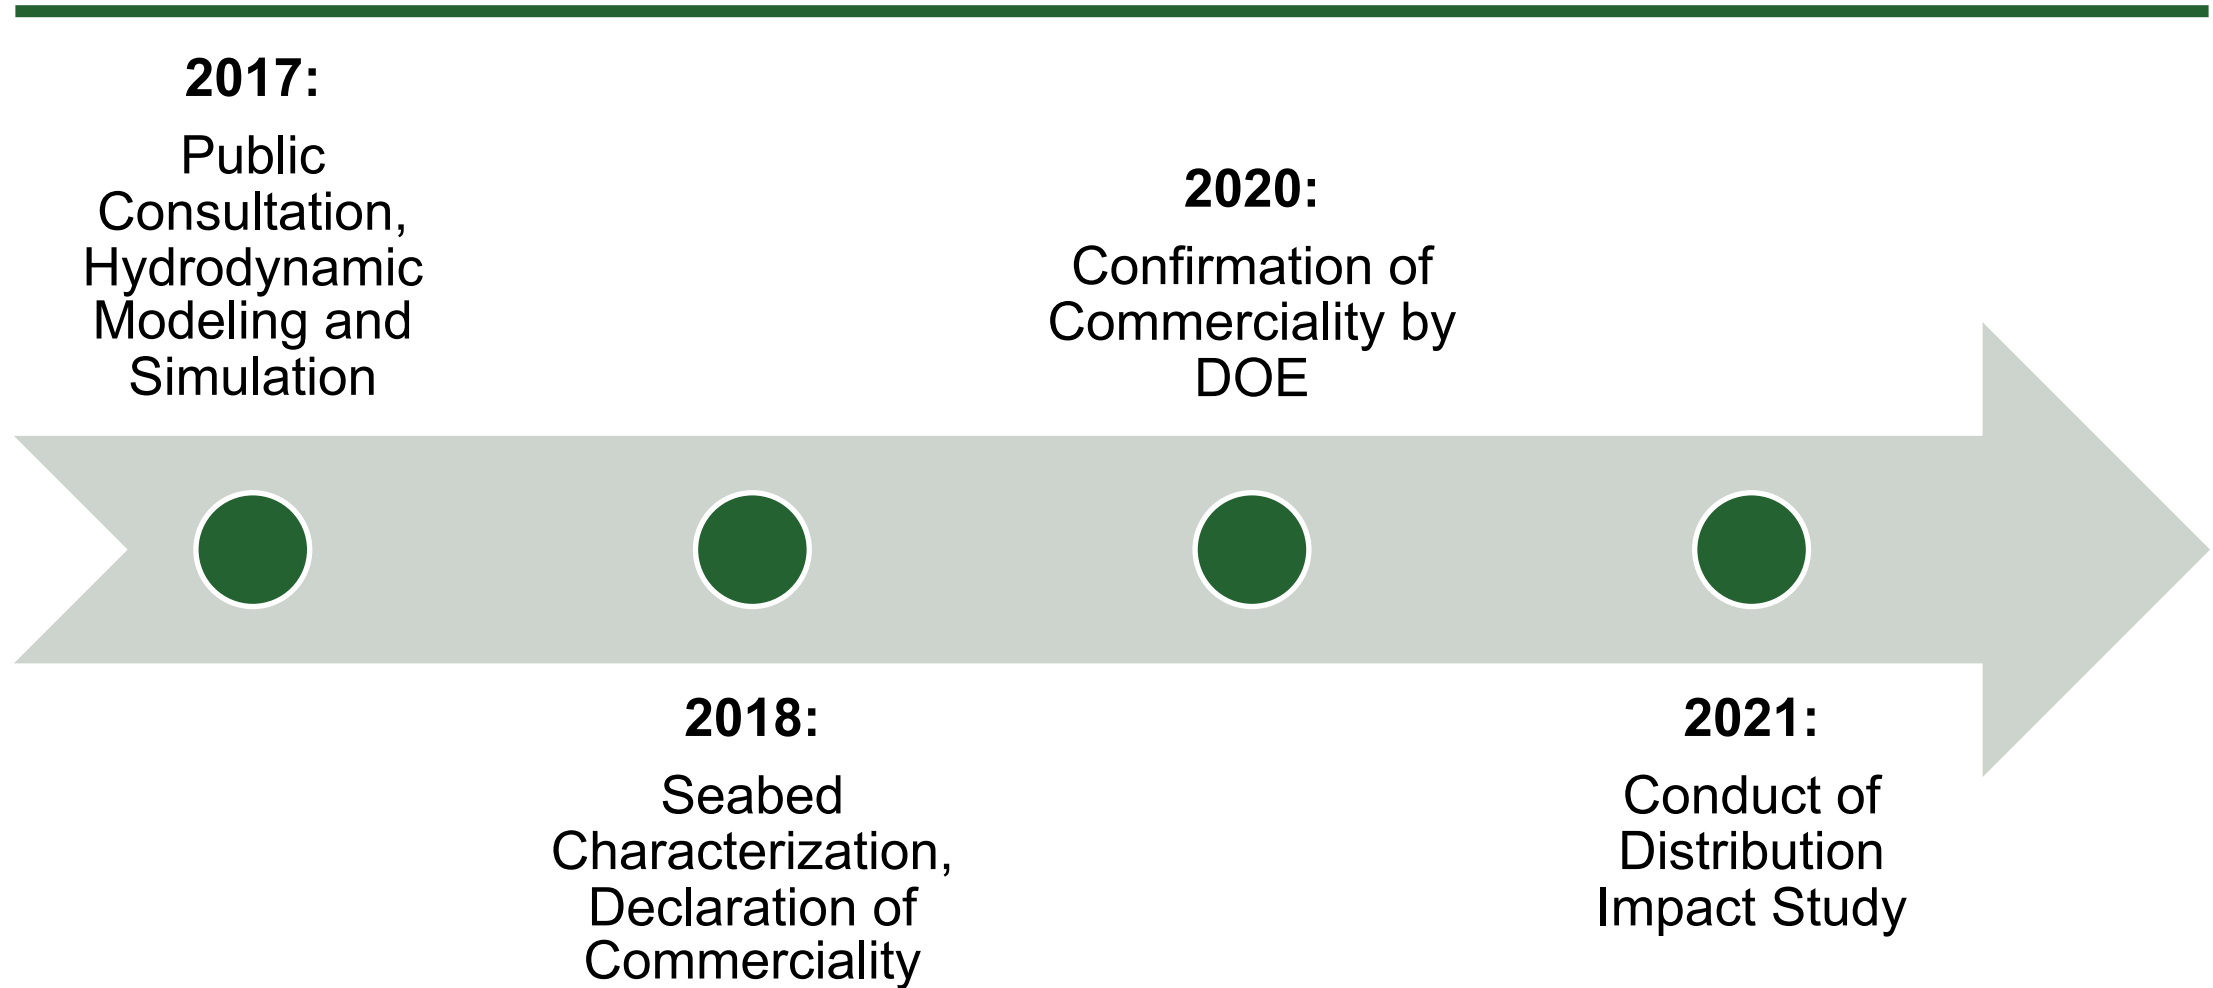 2017:
Public
Consultation,
Hydrodynamic
Modeling and
Simulation
2018:
Seabed
Characterization,
Declaration of
Commerciality
2020:
Confirmation of
Commerciality by
DOE
2021:
Conduct of
Distribution
Impact Study